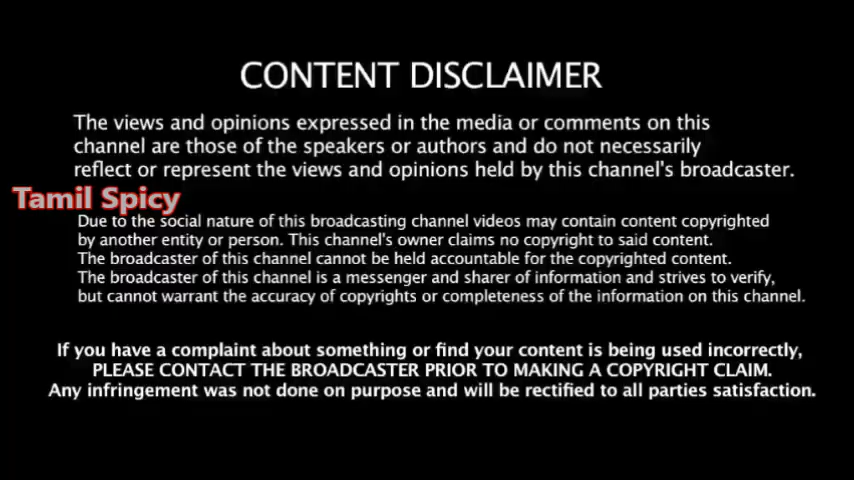 CONTENT DISCLAIMER
The views and opinions expressed in the media or comments on this
channel are those of the speakers or authors and do not necessarily
reflect or represent the views and opinions held by this channel's broadcaster.
Tamil Spicy
Due to the social nature of this broadcasting channel videos may contain content copyrighted
by another entity or person. This channel's owner claims no copyright to said content.
The broadcaster of this channel cannot be held accountable for the copyrighted content.
The broadcaster of this channel is a messenger and sharer of information and strives to verify,
but cannot warrant the accuracy of copyrights or completeness of the information on this channel.
If you have a complaint about something or find your content is being used incorrectly,
PLEASE CONTACT THE BROADCASTER PRIOR TO MAKING A COPYRIGHT CLAIM.
Any infringement was not done on purpose and will be rectified to all parties satisfaction.